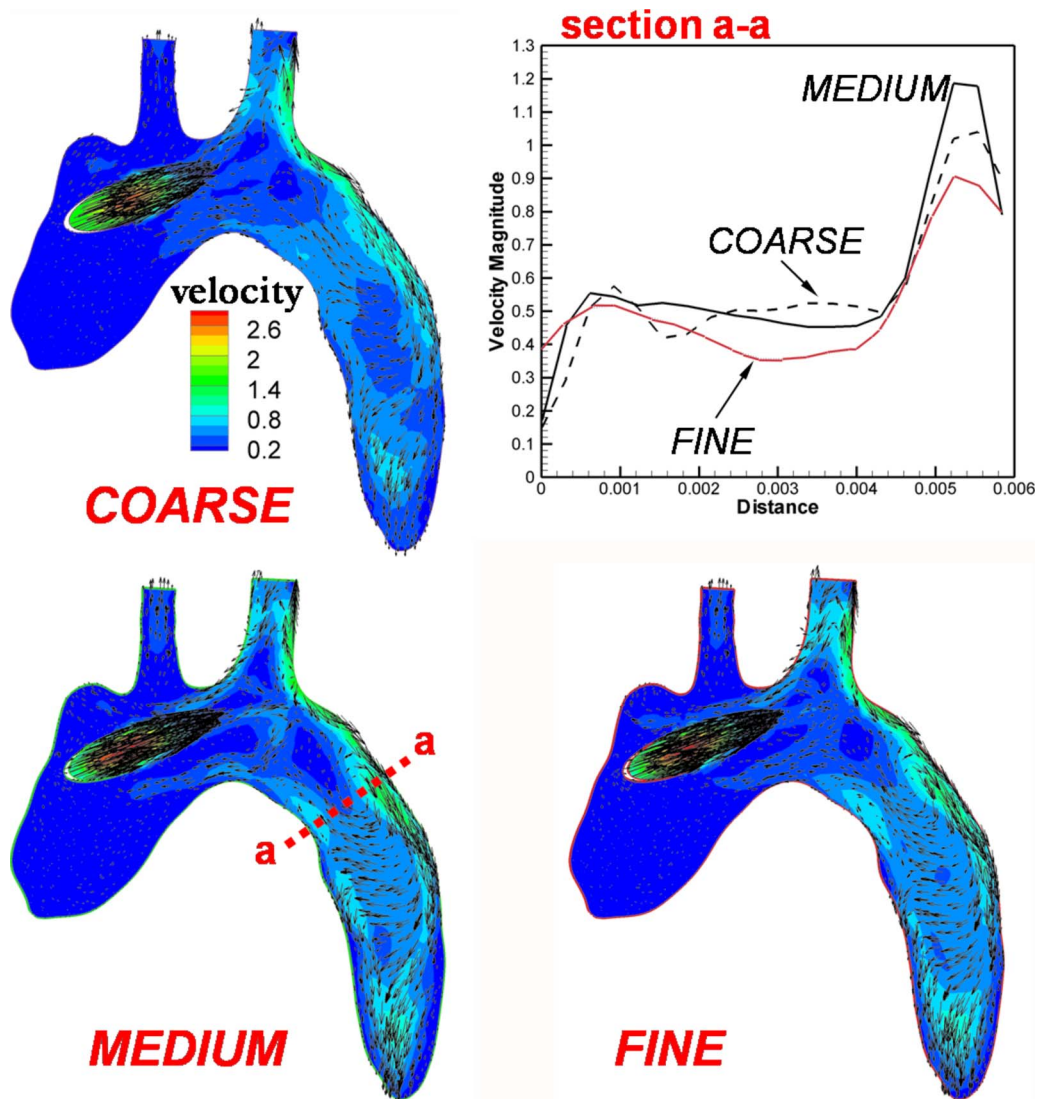 section a-a
velocity
2.6
2
1.4
0.8
0.2
COARSE
1.3
1.2
1.1
1
0.9
0.8
0.7
0.6
0.5
0.4
0.3
0.2
0.1
0
Velocity Magnitude
MEDIUM
COARSE
FINE
0 0.001 0.002 0.003 0.004 0.005 0.006
Distance
a
a
MEDIUM
FINE